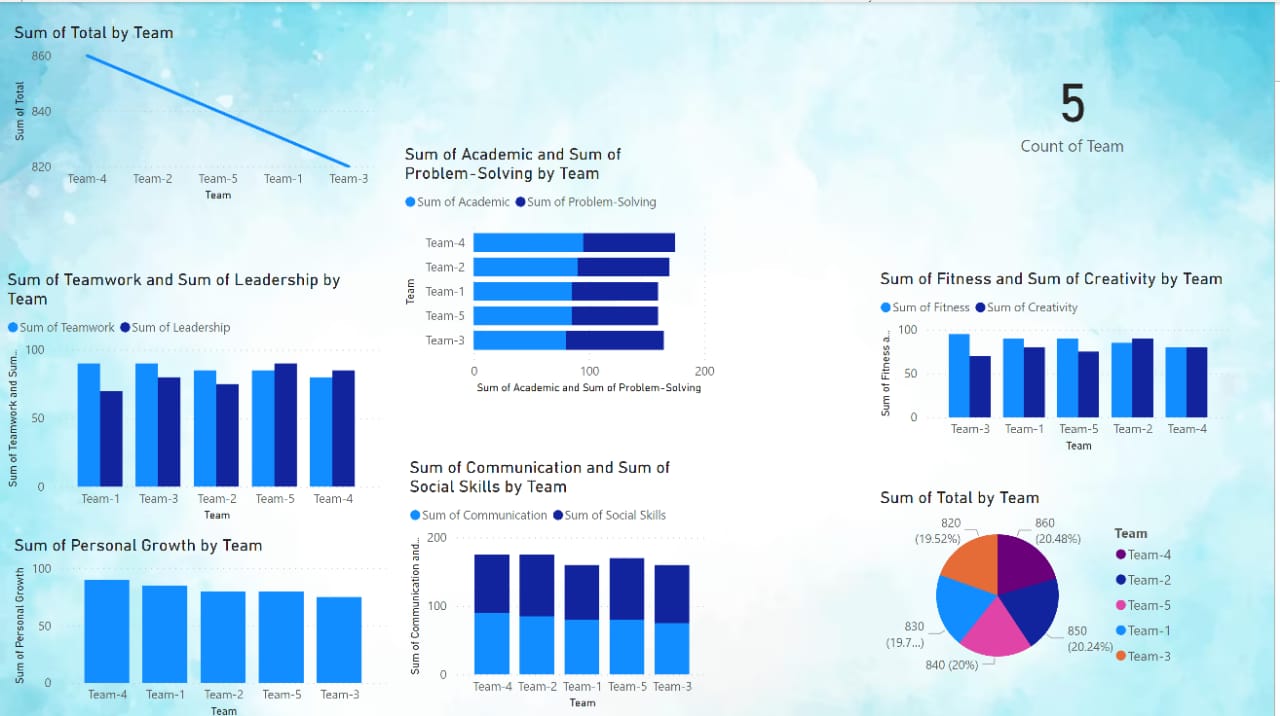 Sum of Total by Team
860
840
820
Sum of Total
Team-4 Team-2 Team-5 Team-1 Team-3
Team
5
Count of Team
Sum of Academic and Sum of
Problem-Solving by Team
Sum of Academic Sum of Problem-Solving
Team
Team-4
Team-2
Team-1
Team-5
Team-3
0 100 200
Sum of Academic and Sum of Problem-Solving
Sum of Teamwork and Sum of Leadership by
Team
Sum of Teamwork Sum of Leadership
Sum of Teamwork and Sum...
100
50
0
Team-1 Team-3 Team-2 Team-5 Team-4
Team
Sum of Fitness and Sum of Creativity by Team
Sum of Fitness Sum of Creativity
Sum of Fitness a...
100
50
0
Team-3 Team-1 Team-5 Team-2 Team-4
Team
Sum of Communication and Sum of
Social Skills by Team
Sum of Communication Sum of Social Skills
Sum of Communication and...
200
100
0
Team-4 Team-2 Team-1 Team-5 Team-3
Team
Sum of Personal Growth by Team
Sum of Personal Growth
100
50
0
Team-4 Team-1 Team-2 Team-5 Team-3
Team
Sum of Total by Team
820
(19.52%)
860
(20.48%)
830
(19.7...)
840 (20%)
850
(20.24%)
Team
Team-4
Team-2
Team-5
Team-1
Team-3